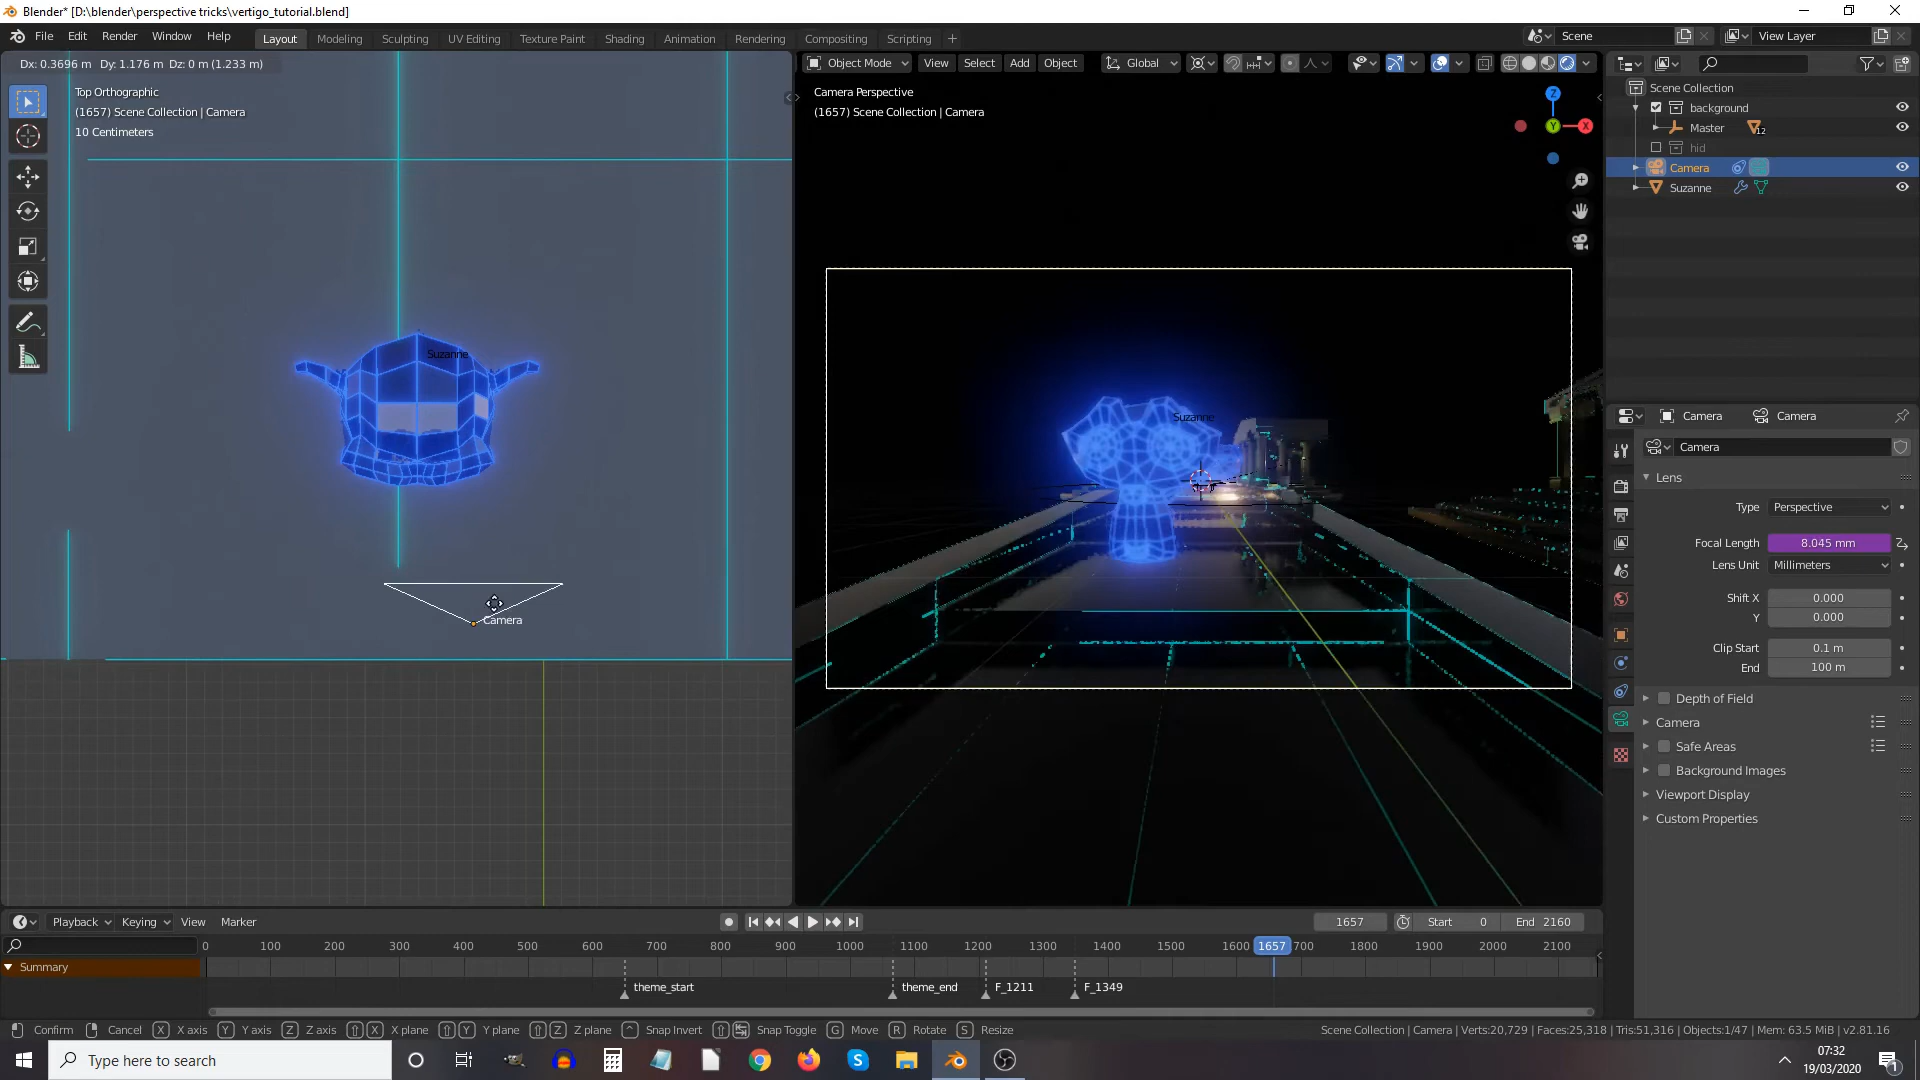 Blender* [D:\blender\perspective tricks\vertigo_tutorial.blend]
File Edit Render Window Help Layout Modeling Sculpting UV Editing Texture Paint Shading Animation Rendering Compositing Scripting Scene View Layer
Dx: 0.3696 m Dy: 1.176 m Dz: 0 m (1.233 m)
Object Mode View Select Add Object Global
Top Orthographic
(1657) Scene Collection | Camera
10 Centimeters
Suzanne
Camera
Camera Perspective
(1657) Scene Collection | Camera
Z
Y
X
Suzanne
Scene Collection
background
Master 12
hid
Camera
Suzanne
Camera Camera
Camera
Lens
Type Perspective
Focal Length 8.045 mm
Lens Unit Millimeters
Shift X 0.000
Y 0.000
Clip Start 0.1 m
End 100 m
Depth of Field
Camera
Safe Areas
Background Images
Viewport Display
Custom Properties
Playback Keying View Marker 1657 Start 0 End 2160
0 100 200 300 400 500 600 700 800 900 1000 1100 1200 1300 1400 1500 1600 1657 700 1800 1900 2000 2100
Summary
theme_start theme_end F_1211 F_1349
Confirm Cancel X X axis Y Y axis Z Z axis X X plane Y Y plane Z Z plane Snap Invert Snap Toggle G Move R Rotate S Resize Scene Collection | Camera | Verts:20,729 | Faces:25,318 | Tris:51,316 | Objects:1/47 | Mem: 63.5 MiB | v2.81.16
Type here to search
07:32
19/03/2020
1